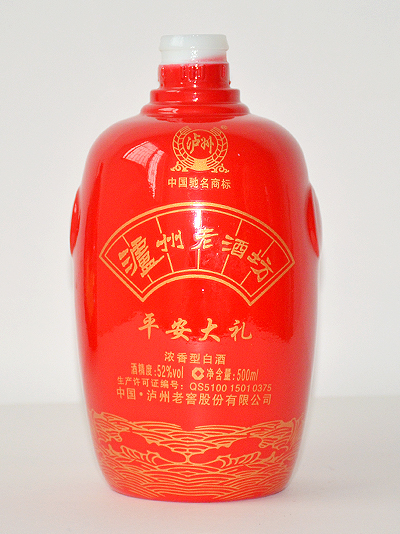 泸州
中国驰名商标
瀘州老酒坊
平安大礼
浓香型白酒
酒精度:52%vol 净含量:500ml
生产许可证编号: QS5100 1501 0375
中国·泸州老窖股份有限公司